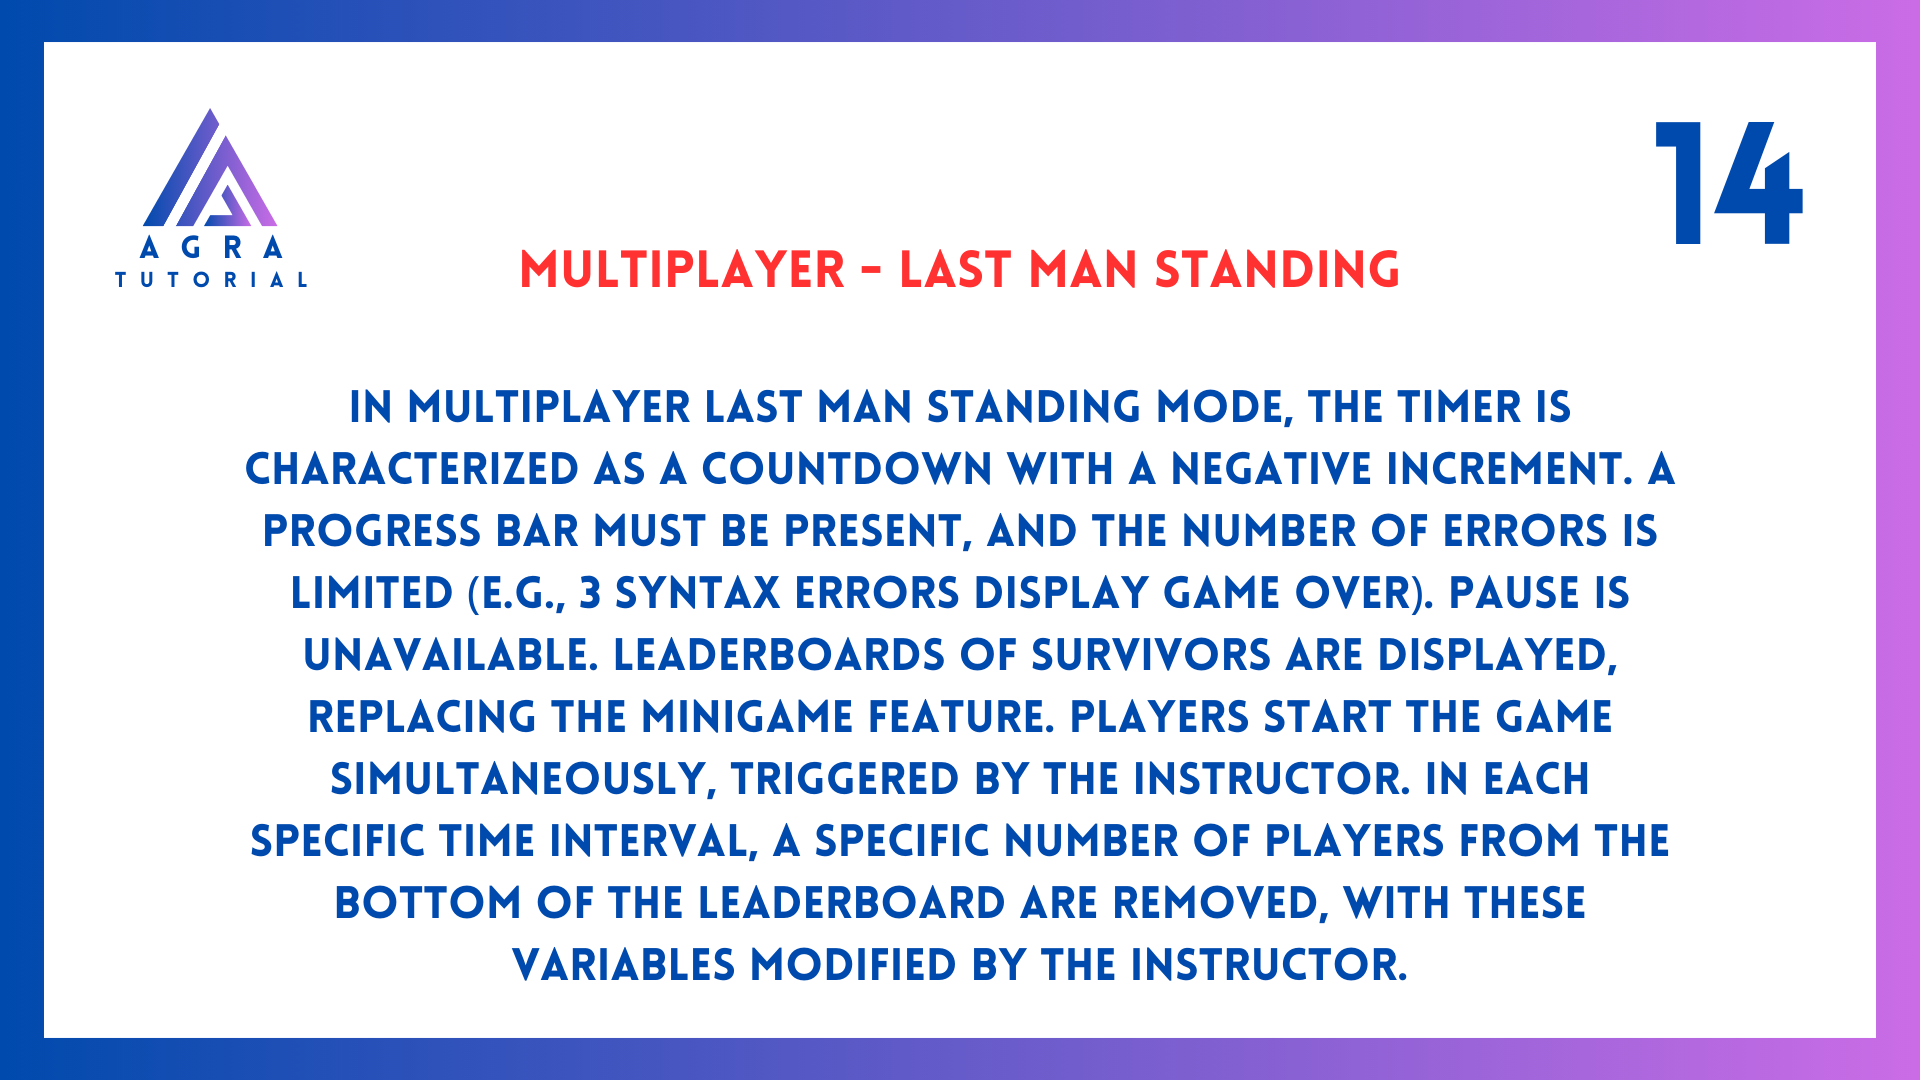 AGRA
TUTORIAL
14
MULTIPLAYER - LAST MAN STANDING
IN MULTIPLAYER LAST MAN STANDING MODE, THE TIMER IS
CHARACTERIZED AS A COUNTDOWN WITH A NEGATIVE INCREMENT. A
PROGRESS BAR MUST BE PRESENT, AND THE NUMBER OF ERRORS IS
LIMITED (E.G., 3 SYNTAX ERRORS DISPLAY GAME OVER). PAUSE IS
UNAVAILABLE. LEADERBOARDS OF SURVIVORS ARE DISPLAYED,
REPLACING THE MINIGAME FEATURE. PLAYERS START THE GAME
SIMULTANEOUSLY, TRIGGERED BY THE INSTRUCTOR. IN EACH
SPECIFIC TIME INTERVAL, A SPECIFIC NUMBER OF PLAYERS FROM THE
BOTTOM OF THE LEADERBOARD ARE REMOVED, WITH THESE
VARIABLES MODIFIED BY THE INSTRUCTOR.